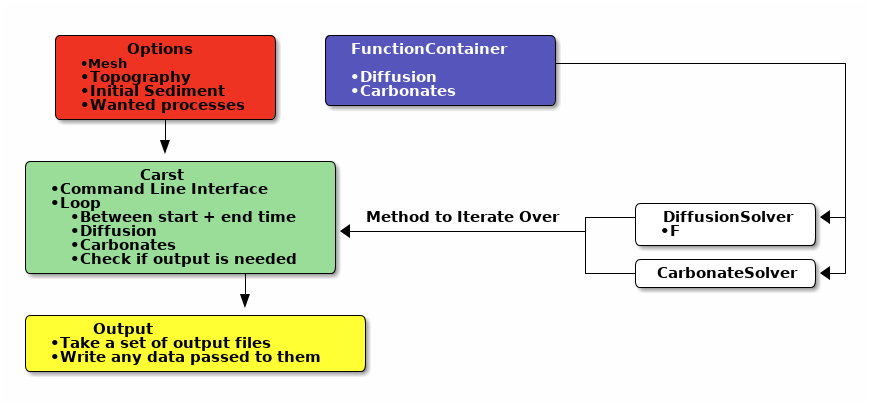 Options
•Mesh
•Topography
•Initial Sediment
•Wanted processes
FunctionContainer
•Diffusion
•Carbonates
Carst
•Command Line Interface
•Loop
•Between start + end time
•Diffusion
•Carbonates
•Check if output is needed
Method to Iterate Over
DiffusionSolver
•F
CarbonateSolver
Output
•Take a set of output files
•Write any data passed to them